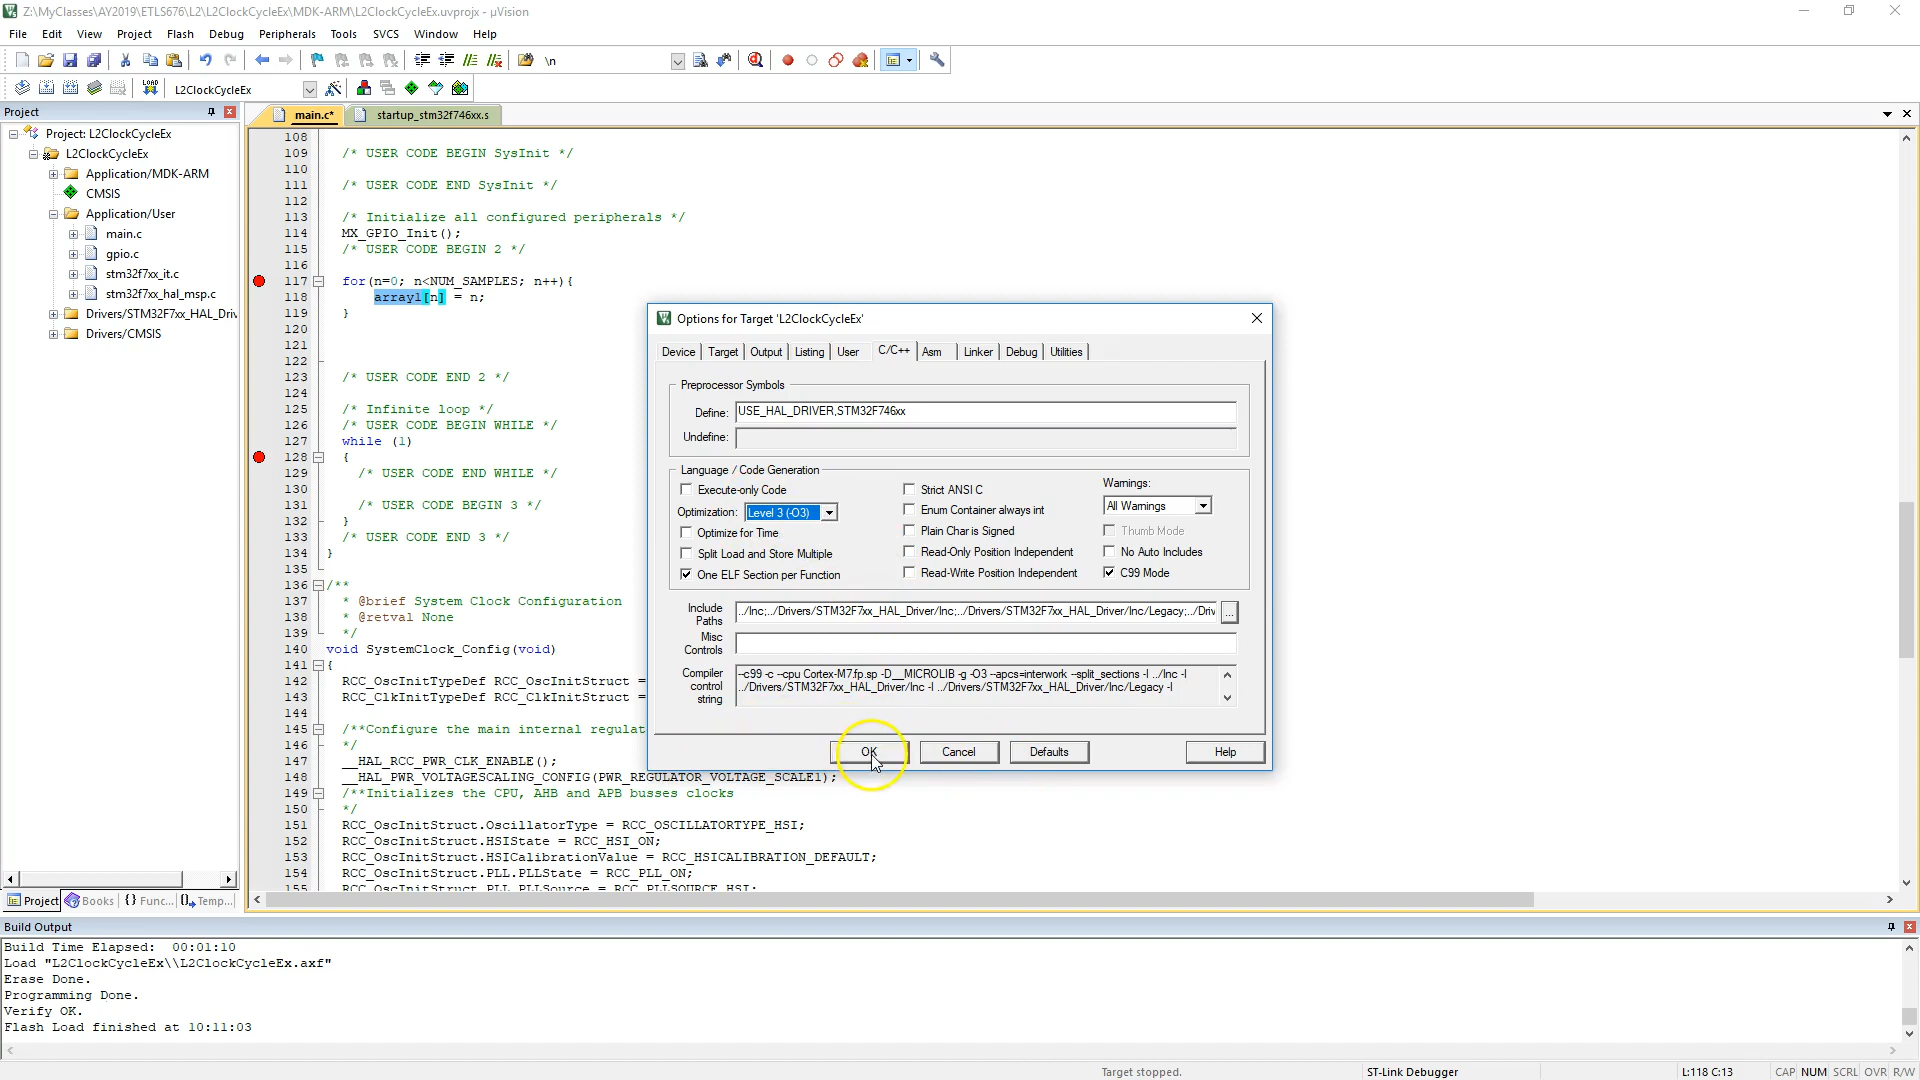 Z:\MyClasses\AY2019\ETLS676\L2\L2ClockCycleEx\MDK-ARM\L2ClockCycleEx.uvprojx - µVision
File Edit View Project Flash Debug Peripherals Tools SVCS Window Help
\n
LOAD L2ClockCycleEx
Project
main.c* startup_stm32f746xx.s
Project: L2ClockCycleEx
L2ClockCycleEx
Application/MDK-ARM
CMSIS
Application/User
main.c
gpio.c
stm32f7xx_it.c
stm32f7xx_hal_msp.c
Drivers/STM32F7xx_HAL_Driv
Drivers/CMSIS
Project Books {} Func... Temp...
108
109 /* USER CODE BEGIN SysInit */
110
111 /* USER CODE END SysInit */
112
113 /* Initialize all configured peripherals */
114 MX_GPIO_Init();
115 /* USER CODE BEGIN 2 */
116
117 for(n=0; n<NUM_SAMPLES; n++){
118 array1[n] = n;
119 }
120
121
122
123 /* USER CODE END 2 */
124
125 /* Infinite loop */
126 /* USER CODE BEGIN WHILE */
127 while (1)
128 {
129 /* USER CODE END WHILE */
130
131 /* USER CODE BEGIN 3 */
132 }
133 /* USER CODE END 3 */
134 }
135
136 /**
137 * @brief System Clock Configuration
138 * @retval None
139 */
140 void SystemClock_Config(void)
141 {
142 RCC_OscInitTypeDef RCC_OscInitStruct =
143 RCC_ClkInitTypeDef RCC_ClkInitStruct =
144
145 /**Configure the main internal regulat
146 */
147 __HAL_RCC_PWR_CLK_ENABLE();
148 __HAL_PWR_VOLTAGESCALING_CONFIG(PWR_REGULATOR_VOLTAGE_SCALE1);
149 /**Initializes the CPU, AHB and APB busses clocks
150 */
151 RCC_OscInitStruct.OscillatorType = RCC_OSCILLATORTYPE_HSI;
152 RCC_OscInitStruct.HSIState = RCC_HSI_ON;
153 RCC_OscInitStruct.HSICalibrationValue = RCC_HSICALIBRATION_DEFAULT;
154 RCC_OscInitStruct.PLL.PLLState = RCC_PLL_ON;
155 RCC_OscInitStruct.PLL.PLLSource = RCC_PLLSOURCE_HSI;
Options for Target 'L2ClockCycleEx'
Device Target Output Listing User C/C++ Asm Linker Debug Utilities
Preprocessor Symbols
Define: USE_HAL_DRIVER,STM32F746xx
Undefine:
Language / Code Generation
Execute-only Code Strict ANSI C Warnings:
Optimization: Level 3 (-O3) Enum Container always int All Warnings
Optimize for Time Plain Char is Signed Thumb Mode
Split Load and Store Multiple Read-Only Position Independent No Auto Includes
One ELF Section per Function Read-Write Position Independent C99 Mode
Include Paths ../Inc;../Drivers/STM32F7xx_HAL_Driver/Inc;../Drivers/STM32F7xx_HAL_Driver/Inc/Legacy;../Driv ...
Misc Controls
Compiler control string --c99 -c --cpu Cortex-M7.fp.sp -D__MICROLIB -g -O3 --apcs=interwork --split_sections -I ../Inc -I
../Drivers/STM32F7xx_HAL_Driver/Inc -I ../Drivers/STM32F7xx_HAL_Driver/Inc/Legacy -I
OK Cancel Defaults Help
Build Output
Build Time Elapsed: 00:01:10
Load "L2ClockCycleEx\\L2ClockCycleEx.axf"
Erase Done.
Programming Done.
Verify OK.
Flash Load finished at 10:11:03
Target stopped. ST-Link Debugger L:118 C:13 CAP NUM SCRL OVR R/W